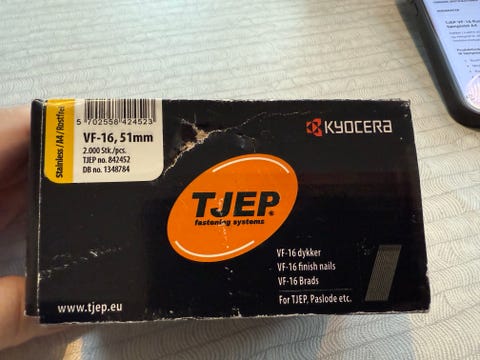 Stainless/A4/Rostfrei
5 702558 424523
VF-16, 51mm
2.000 Stk./pcs.
TJEP no. 842452
DB no. 1348784
KYOCERA
TJEP®
fastening systems
VF-16 dykker
VF-16 finish nails
VF-16 Brads
For TJEP, Paslode etc.
www.tjep.eu